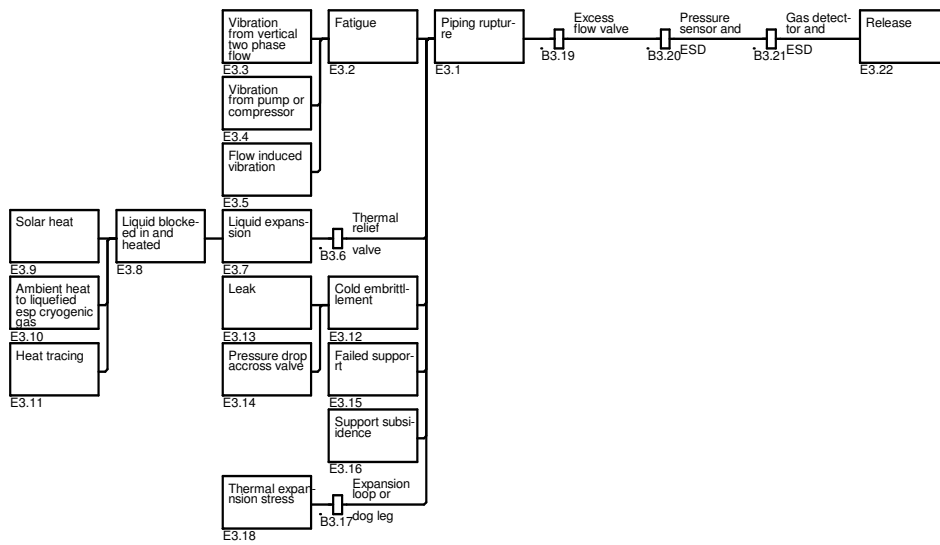 Vibration
from vertical
two phase
flow
E3.3
Fatigue
E3.2
Piping ruptur-
re
E3.1
Excess
flow valve
B3.19
Pressure
sensor and
ESD
B3.20
Gas detect-
tor and
ESD
B3.21
Release
E3.22
Vibration
from pump or
compressor
E3.4
Flow induced
vibration
E3.5
Solar heat
E3.9
Liquid blocke-
ed in and
heated
E3.8
Liquid expan-
sion
E3.7
Thermal
relief
valve
B3.6
Ambient heat
to liquefied
esp cryogenic
gas
E3.10
Leak
E3.13
Cold embrittl-
lement
E3.12
Heat tracing
E3.11
Pressure drop
accross valve
E3.14
Failed suppor-
rt
E3.15
Support subsi-
idence
E3.16
Thermal expan-
nsion stress
E3.18
Expansion
loop or
dog leg
B3.17